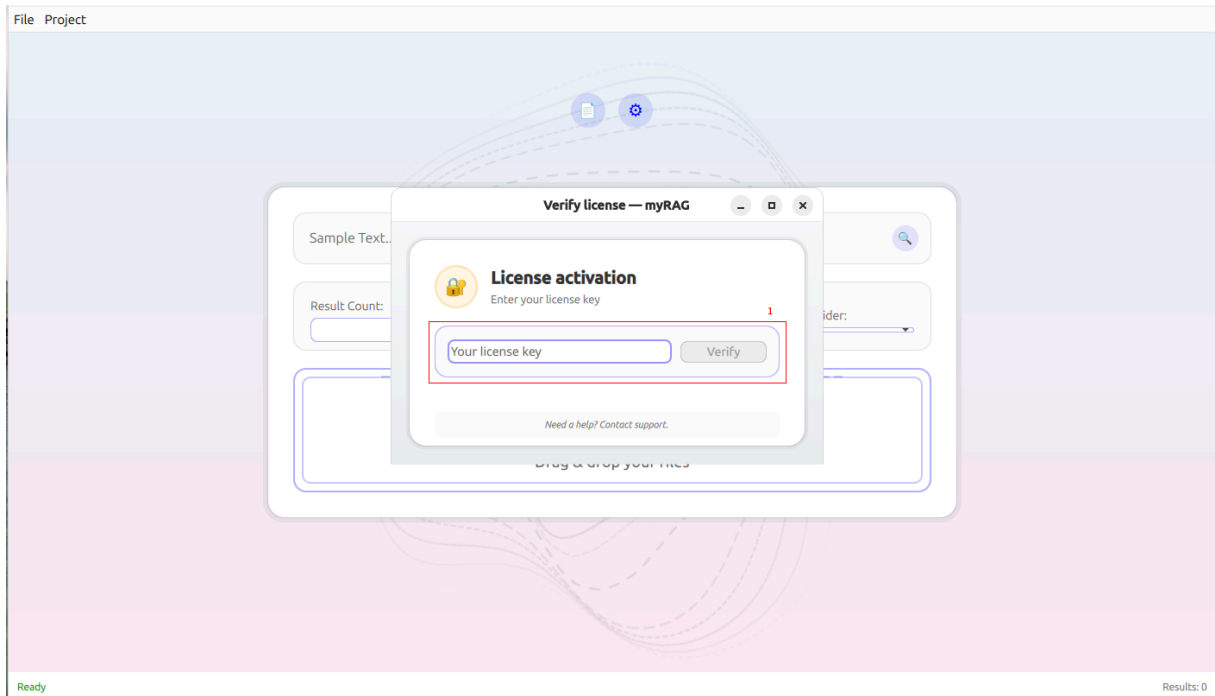 File Project
Verify license — myRAG
Sample Text..
License activation
Enter your license key
1
Result Count:
ider:
Your license key
Verify
Need a help? Contact support.
Drag & drop your files
Ready
Results: 0